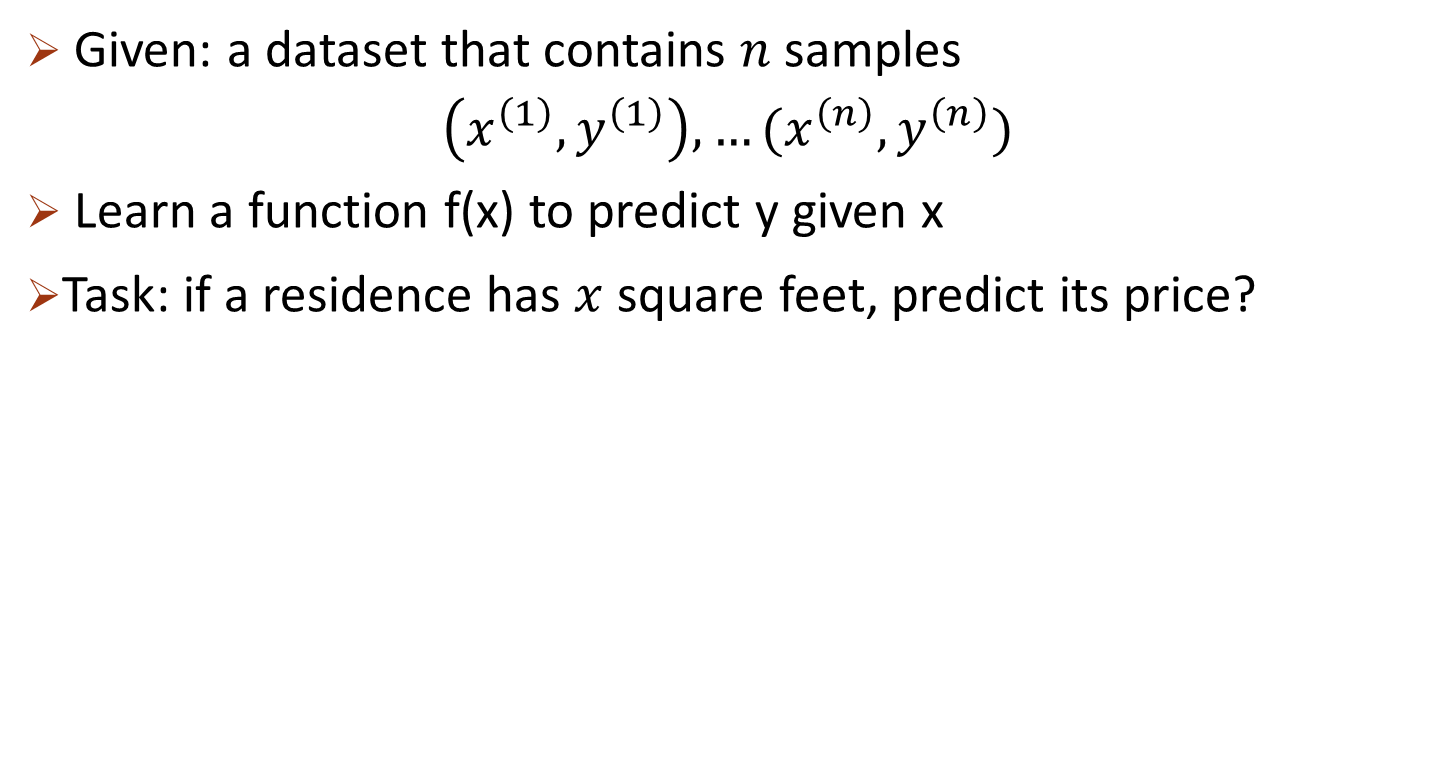 ➢ Given: a dataset that contains 𝑛 samples
(𝑥⁽¹⁾, 𝑦⁽¹⁾), … (𝑥⁽ⁿ⁾, 𝑦⁽ⁿ⁾)
➢ Learn a function f(x) to predict y given x
➢Task: if a residence has 𝑥 square feet, predict its price?